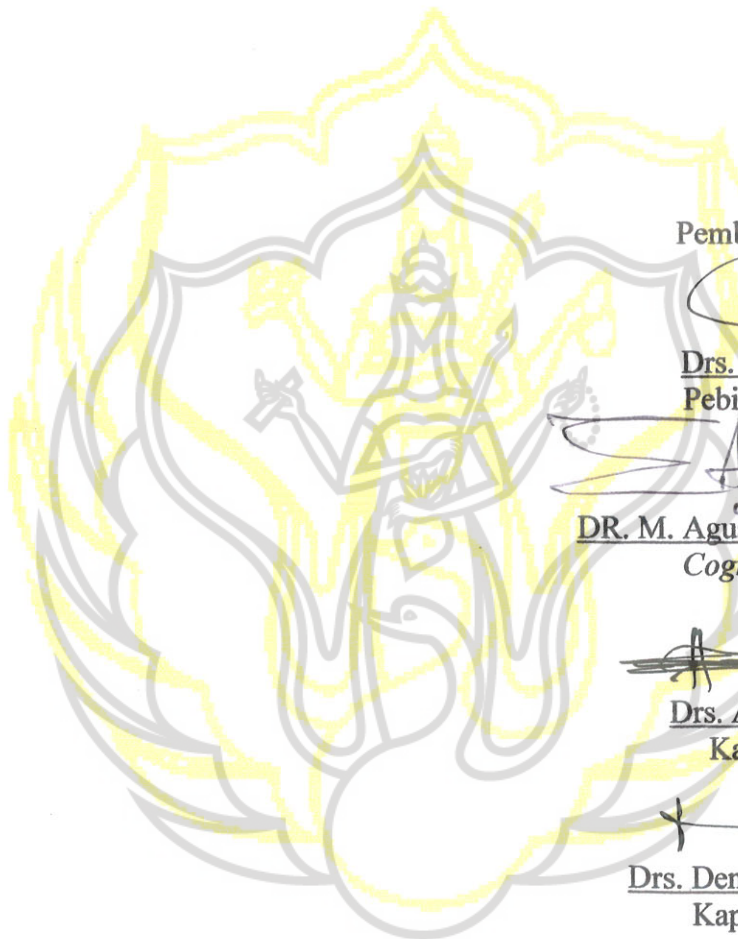 Pemb
Drs.
Pebi
DR. M. Agu
Cog
Drs. A
Ka
Drs. Den
Kap